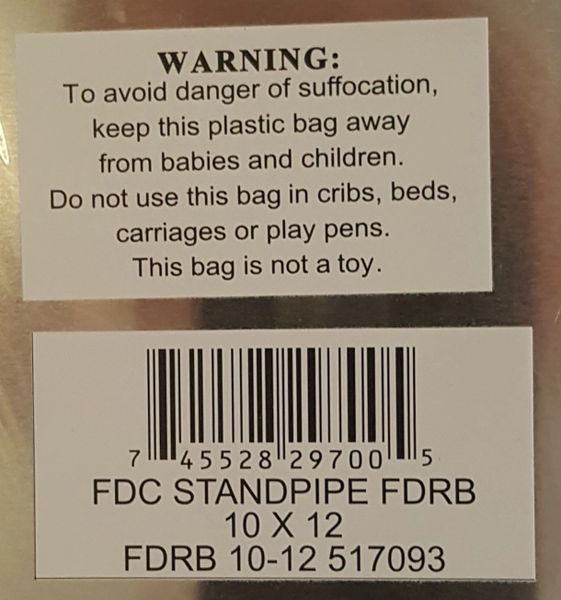 WARNING:
To avoid danger of suffocation,
keep this plastic bag away
from babies and children.
Do not use this bag in cribs, beds,
carriages or play pens.
This bag is not a toy.
7 45528 29700 5
FDC STANDPIPE FDRB
10 X 12
FDRB 10-12 517093